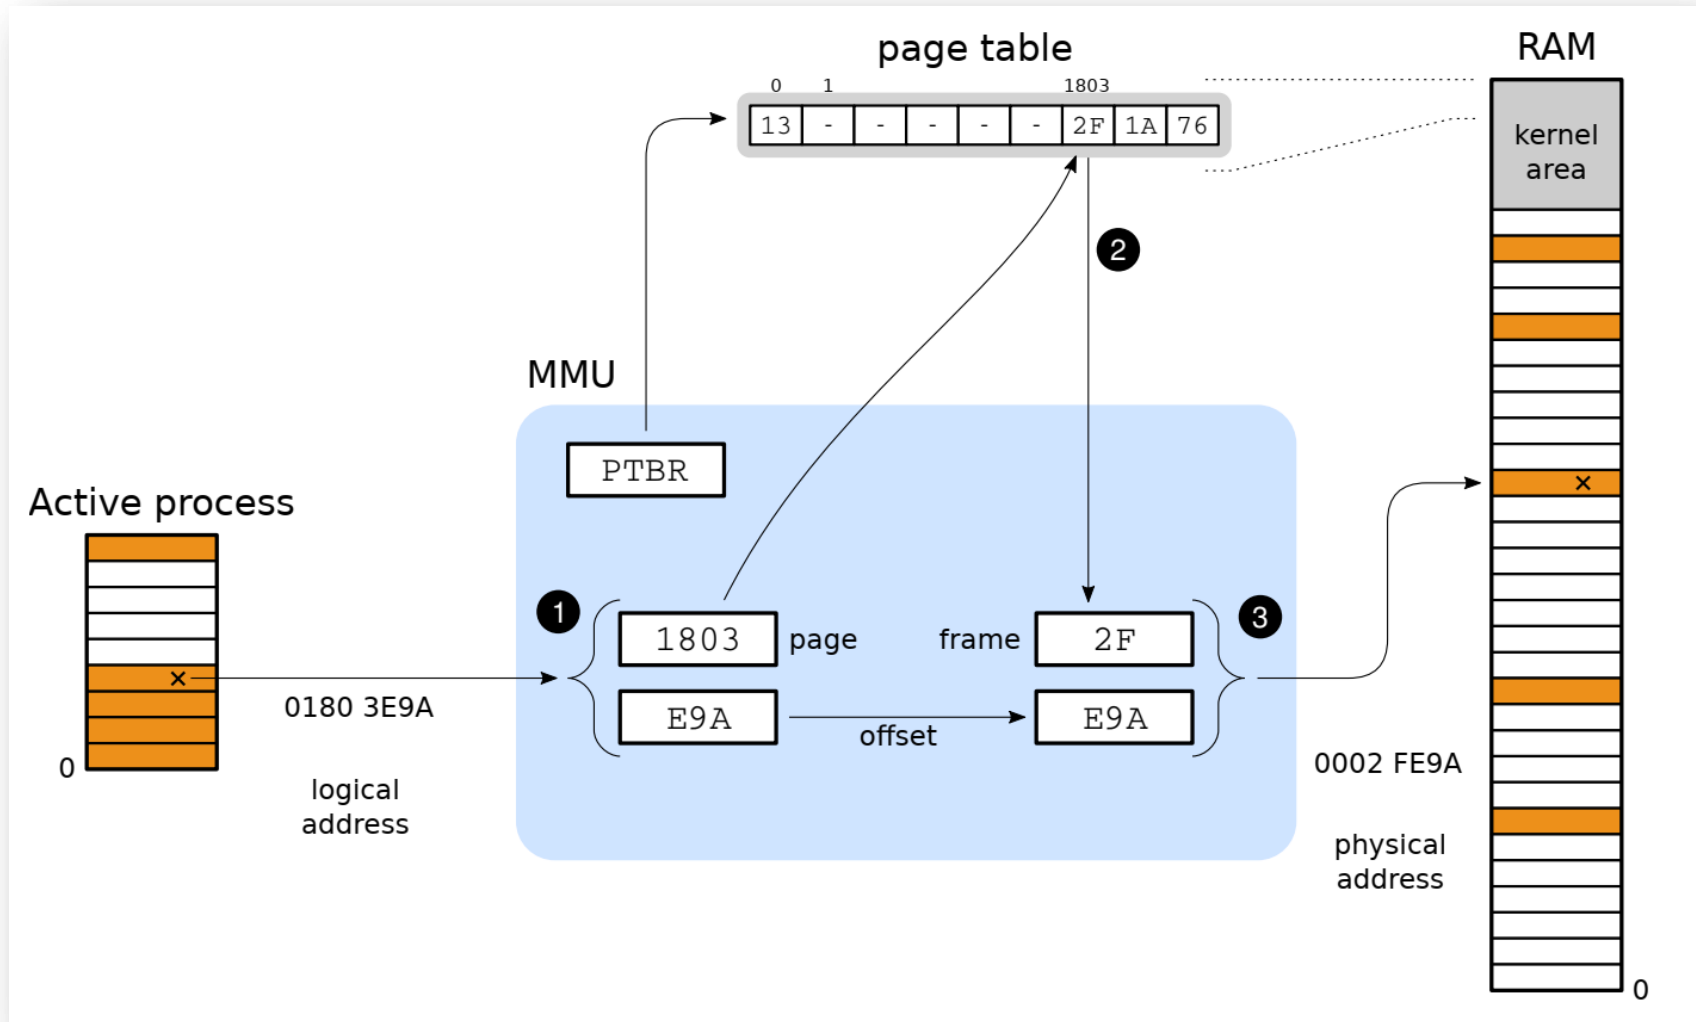 page table
RAM
0 1 1803
13 - - - - - 2F 1A 76
kernel
area
2
MMU
PTBR
Active process
1
1803 page
frame 2F
3
0180 3E9A
E9A
offset
E9A
0
logical
address
0002 FE9A
physical
address
0